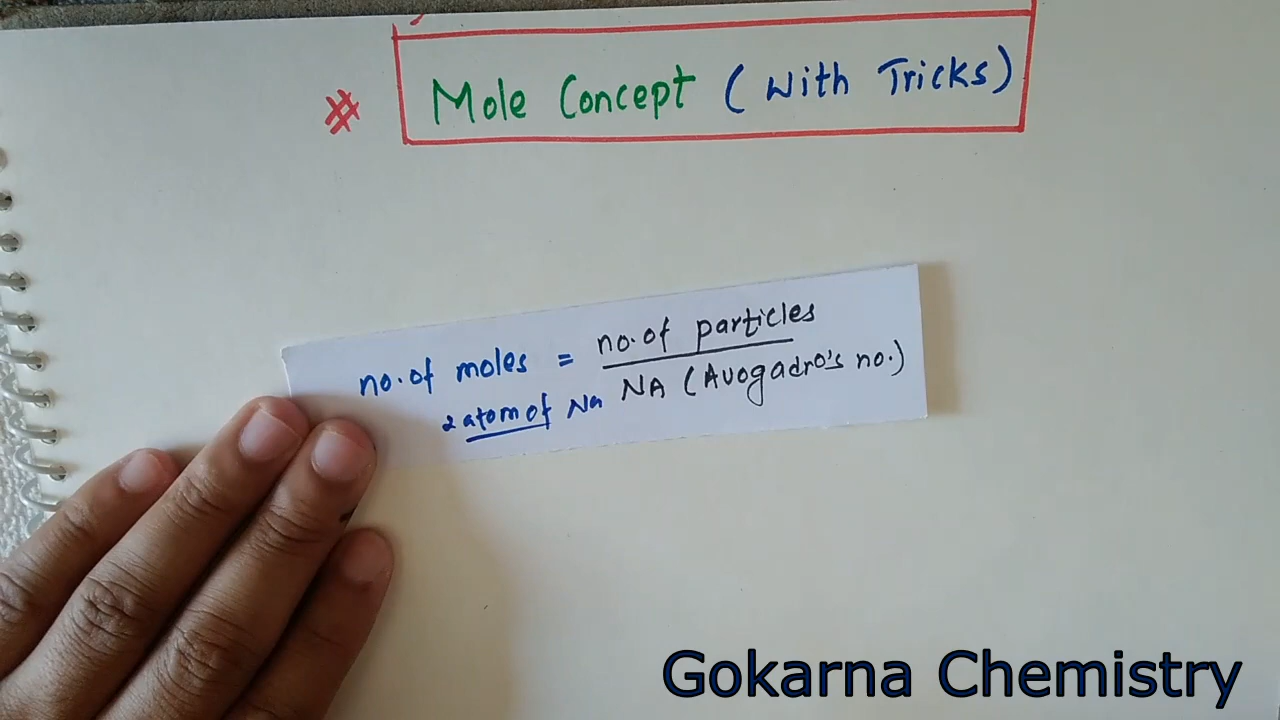 # Mole Concept (With Tricks)
no. of particles
no. of moles =
NA (Avogadro's no.)
2 atom of Na
Gokarna Chemistry